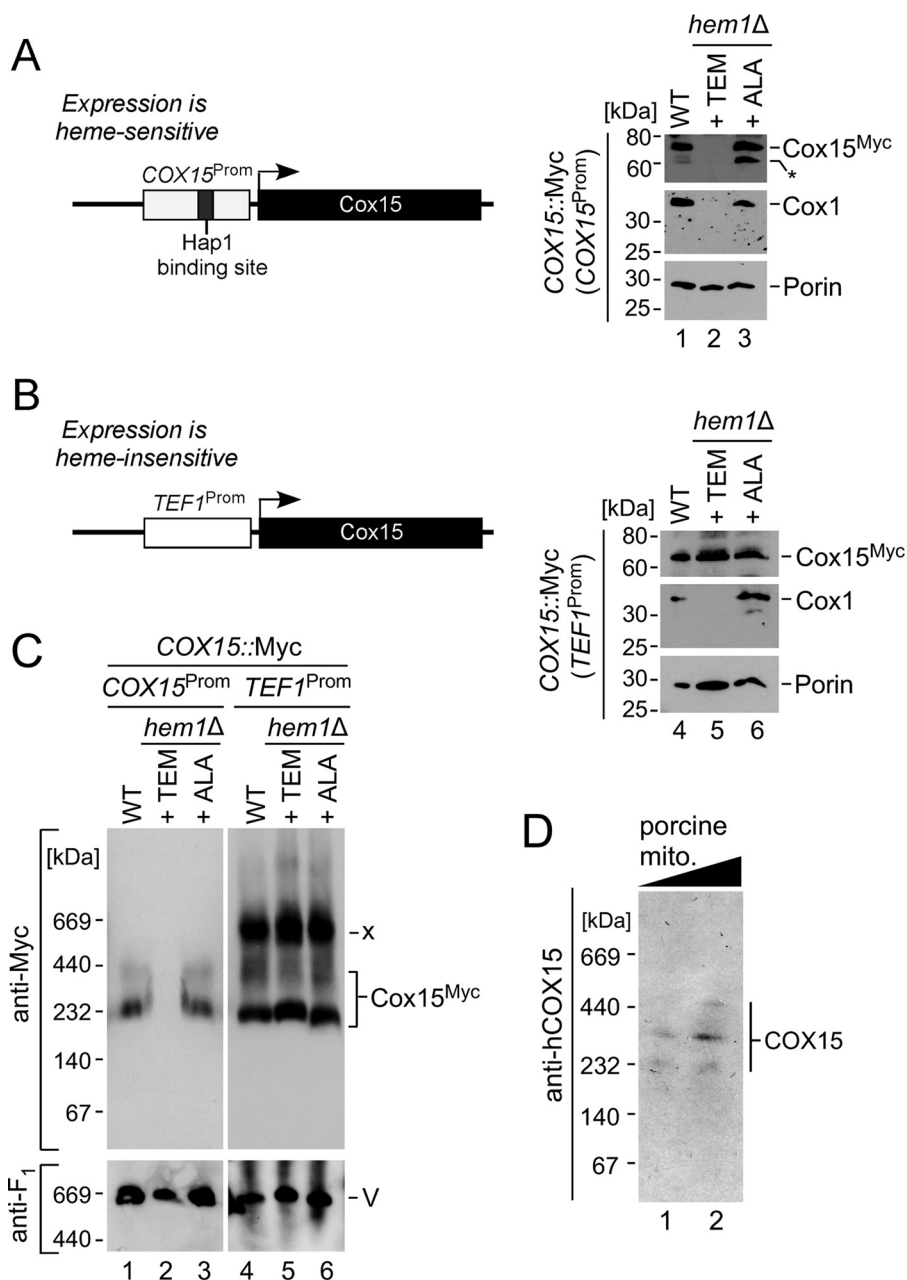 A
Expression is
heme-sensitive
COX15Prom
Cox15
Hap1
binding site
hem1Δ
WT
+ TEM
+ ALA
[kDa]
COX15::Myc
(COX15Prom)
80
60
30
25
30
25
Cox15Myc
*
Cox1
Porin
1 2 3
B
Expression is
heme-insensitive
TEF1Prom
Cox15
hem1Δ
WT
+ TEM
+ ALA
[kDa]
COX15::Myc
(TEF1Prom)
80
60
30
25
30
25
Cox15Myc
Cox1
Porin
4 5 6
C
COX15::Myc
COX15Prom TEF1Prom
hem1Δ hem1Δ
WT
+ TEM
+ ALA
WT
+ TEM
+ ALA
anti-Myc
[kDa]
669
440
232
140
67
x
Cox15Myc
anti-F1
669
440
V
1 2 3 4 5 6
D
porcine
mito.
anti-hCOX15
[kDa]
669
440
232
140
67
COX15
1 2